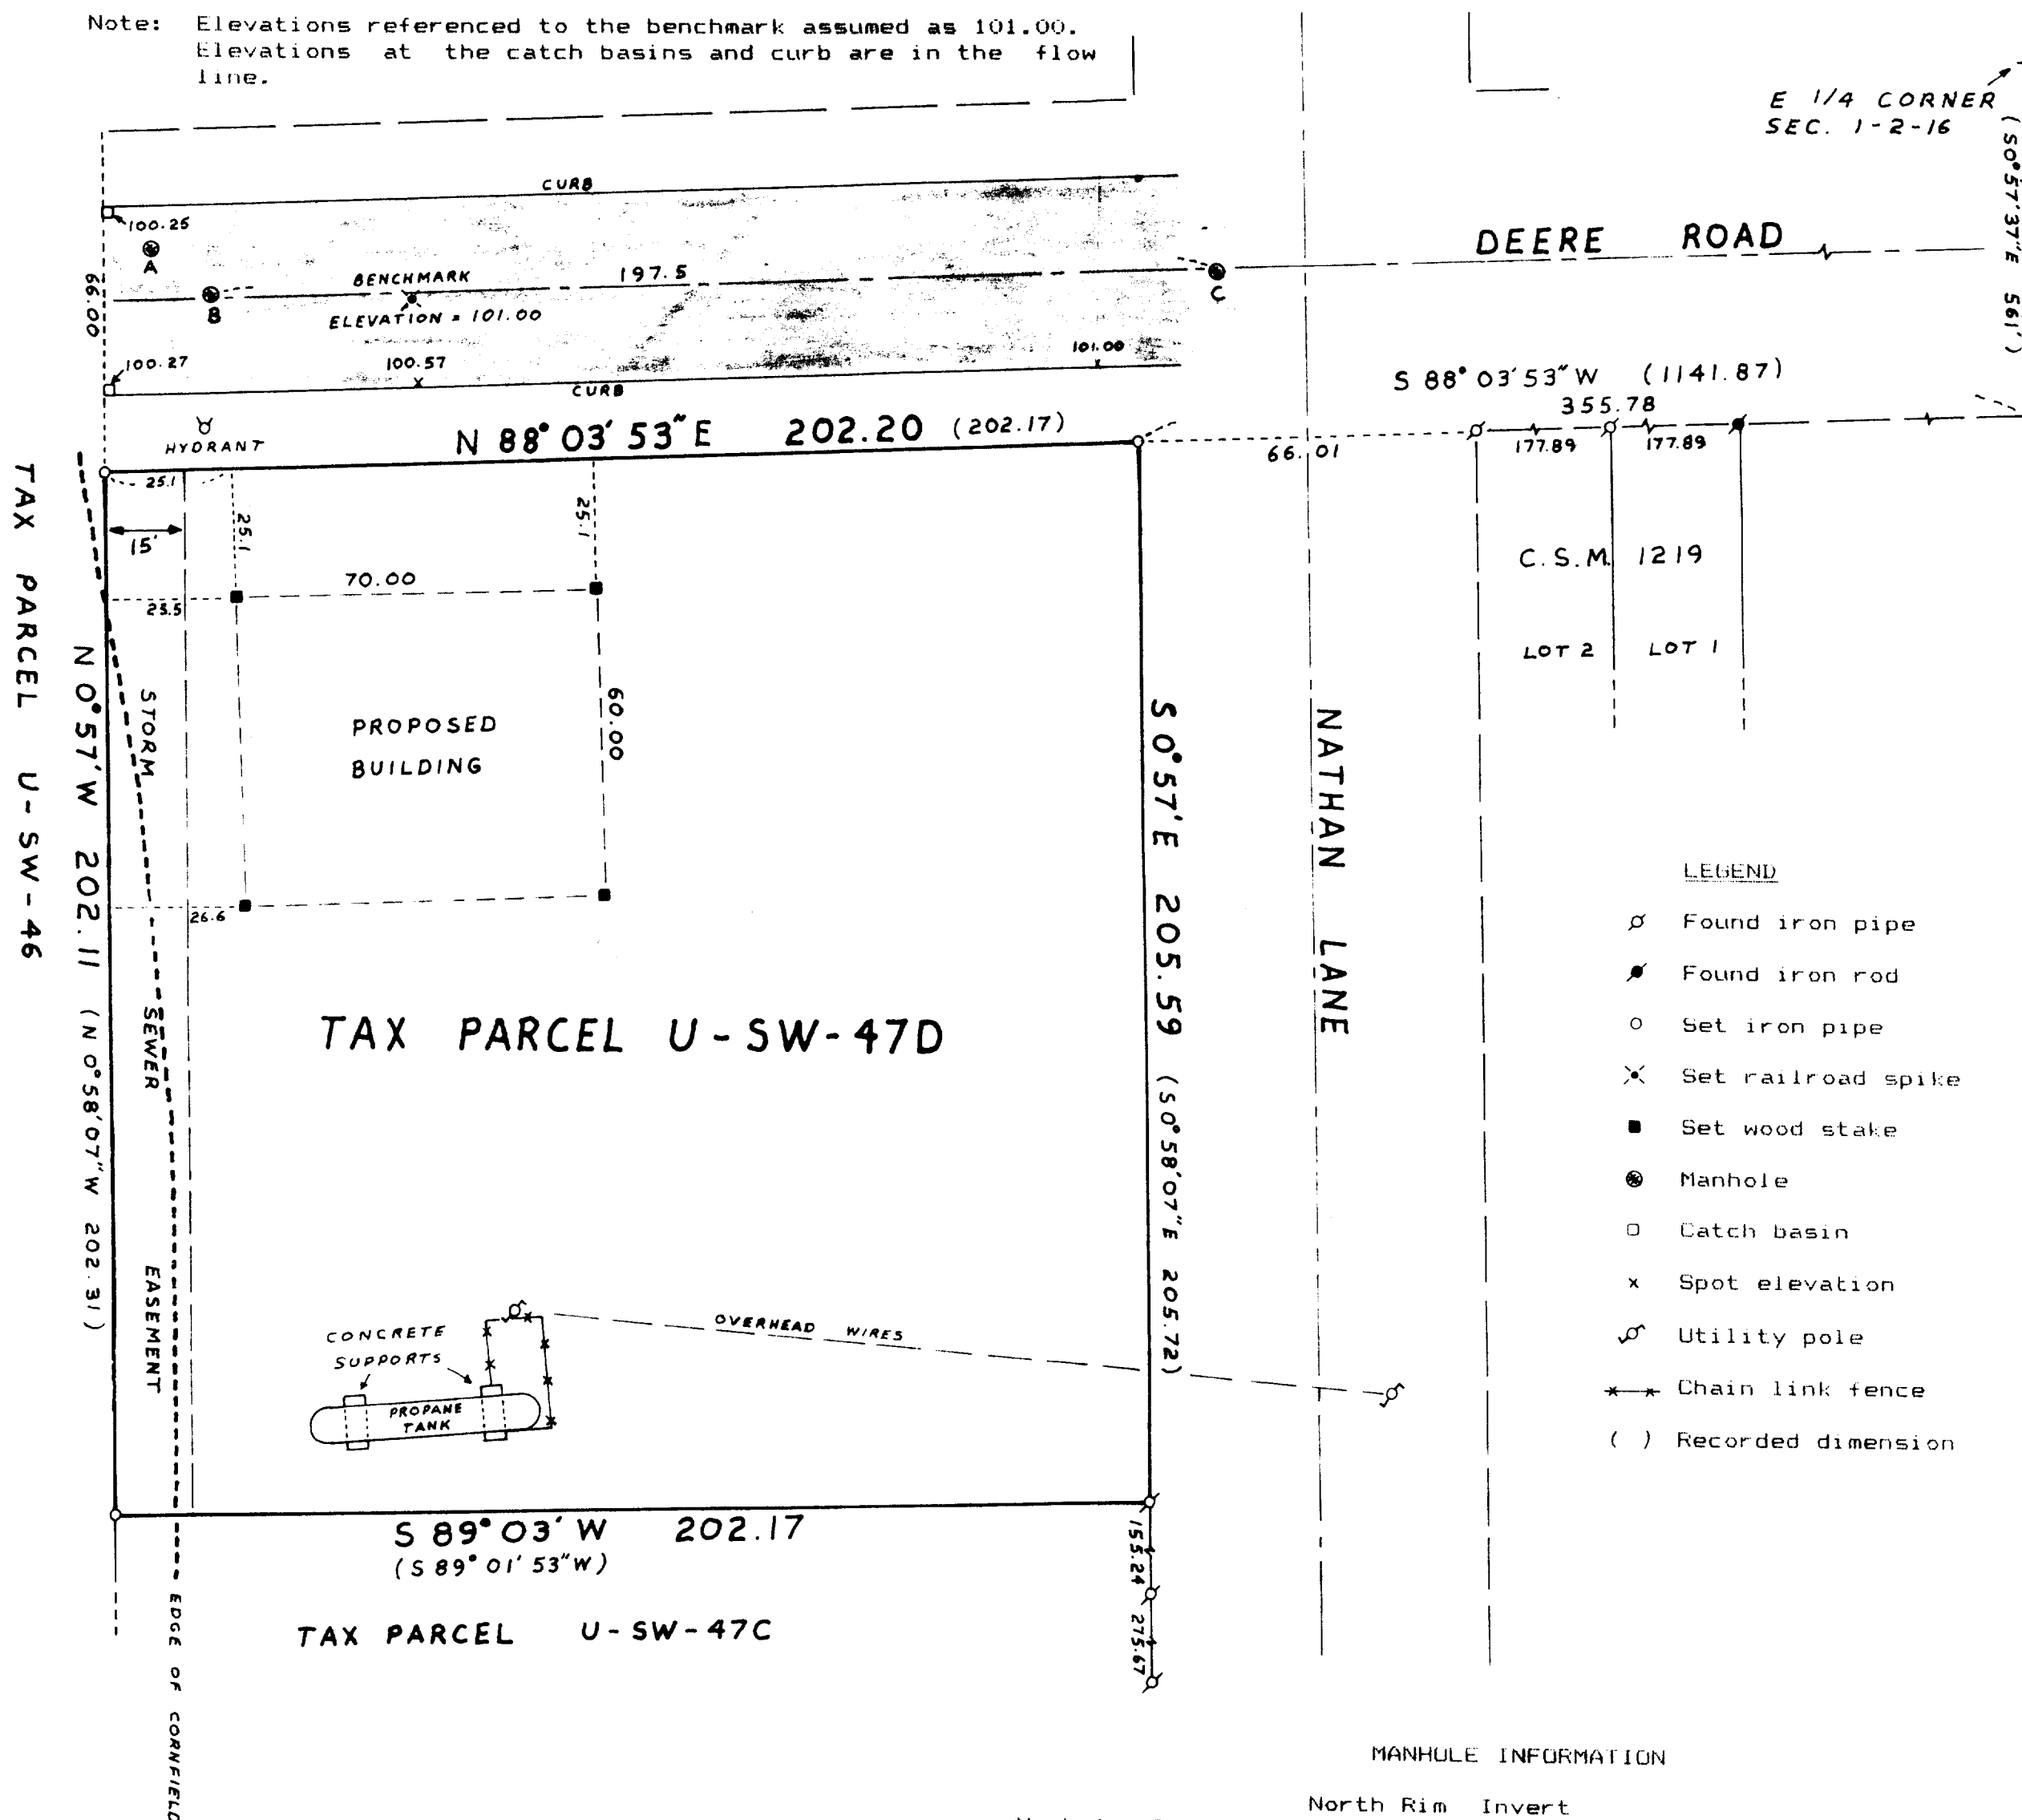 Note: Elevations referenced to the benchmark assumed as 101.00.
Elevations at the catch basins and curb are in the flow
line.
E 1/4 CORNER
SEC. 1-2-16
(S0°57'37"E 561')
CURB
100.25
A
66.00
BENCHMARK
197.5
B
ELEVATION = 101.00
C
DEERE ROAD
100.27
100.57
101.00
CURB
S 88° 03' 53" W (1141.87)
355.78
177.89
177.89
HYDRANT
N 88° 03' 53" E 202.20 (202.17)
66.01
25.1
15'
25.1
25.1
70.00
25.5
60.00
PROPOSED
BUILDING
26.6
C.S.M. 1219
LOT 2
LOT 1
TAX PARCEL U-SW-46
N 0°57' W 202.11 (N 0°58'07" W 202.31)
STORM SEWER EASEMENT
TAX PARCEL U-SW-47D
S 0°57' E 205.59 (S 0°58'07" E 205.72)
NATHAN LANE
LEGEND
Found iron pipe
Found iron rod
Set iron pipe
Set railroad spike
Set wood stake
Manhole
Catch basin
x Spot elevation
Utility pole
Chain link fence
( ) Recorded dimension
CONCRETE
SUPPORTS
OVERHEAD WIRES
PROPANE
TANK
S 89° 03' W 202.17
(S 89° 01' 53" W)
155.24
275.67
TAX PARCEL U-SW-47C
EDGE OF CORNFIELD
MANHOLE INFORMATION
North Rim Invert